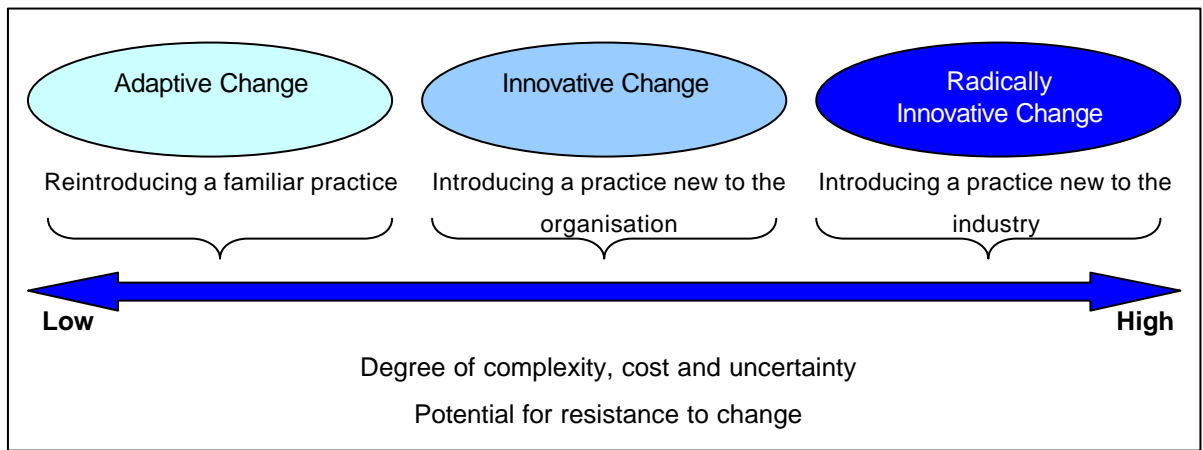 Adaptive Change
Innovative Change
Radically
Innovative Change
Reintroducing a familiar practice
Introducing a practice new to the
organisation
Introducing a practice new to the
industry
Low
High
Degree of complexity, cost and uncertainty
Potential for resistance to change